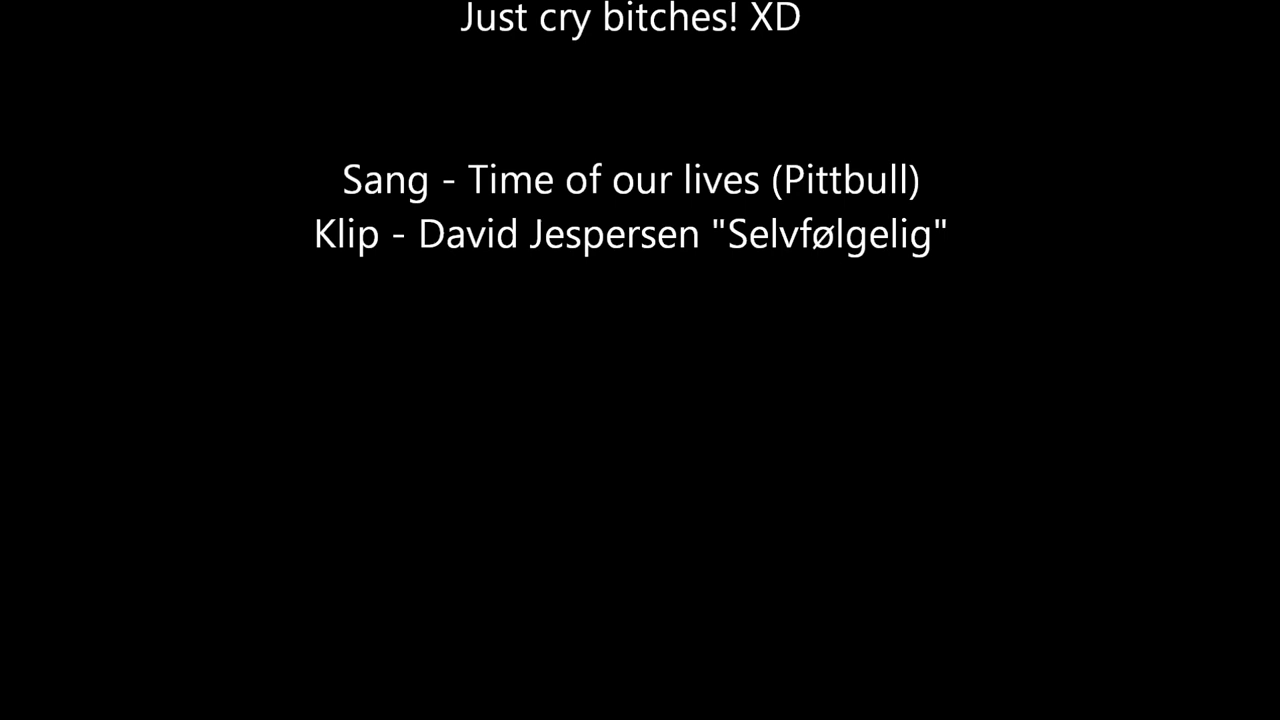 Just cry bitches! XD
Sang - Time of our lives (Pittbull)
Klip - David Jespersen "Selvfølgelig"